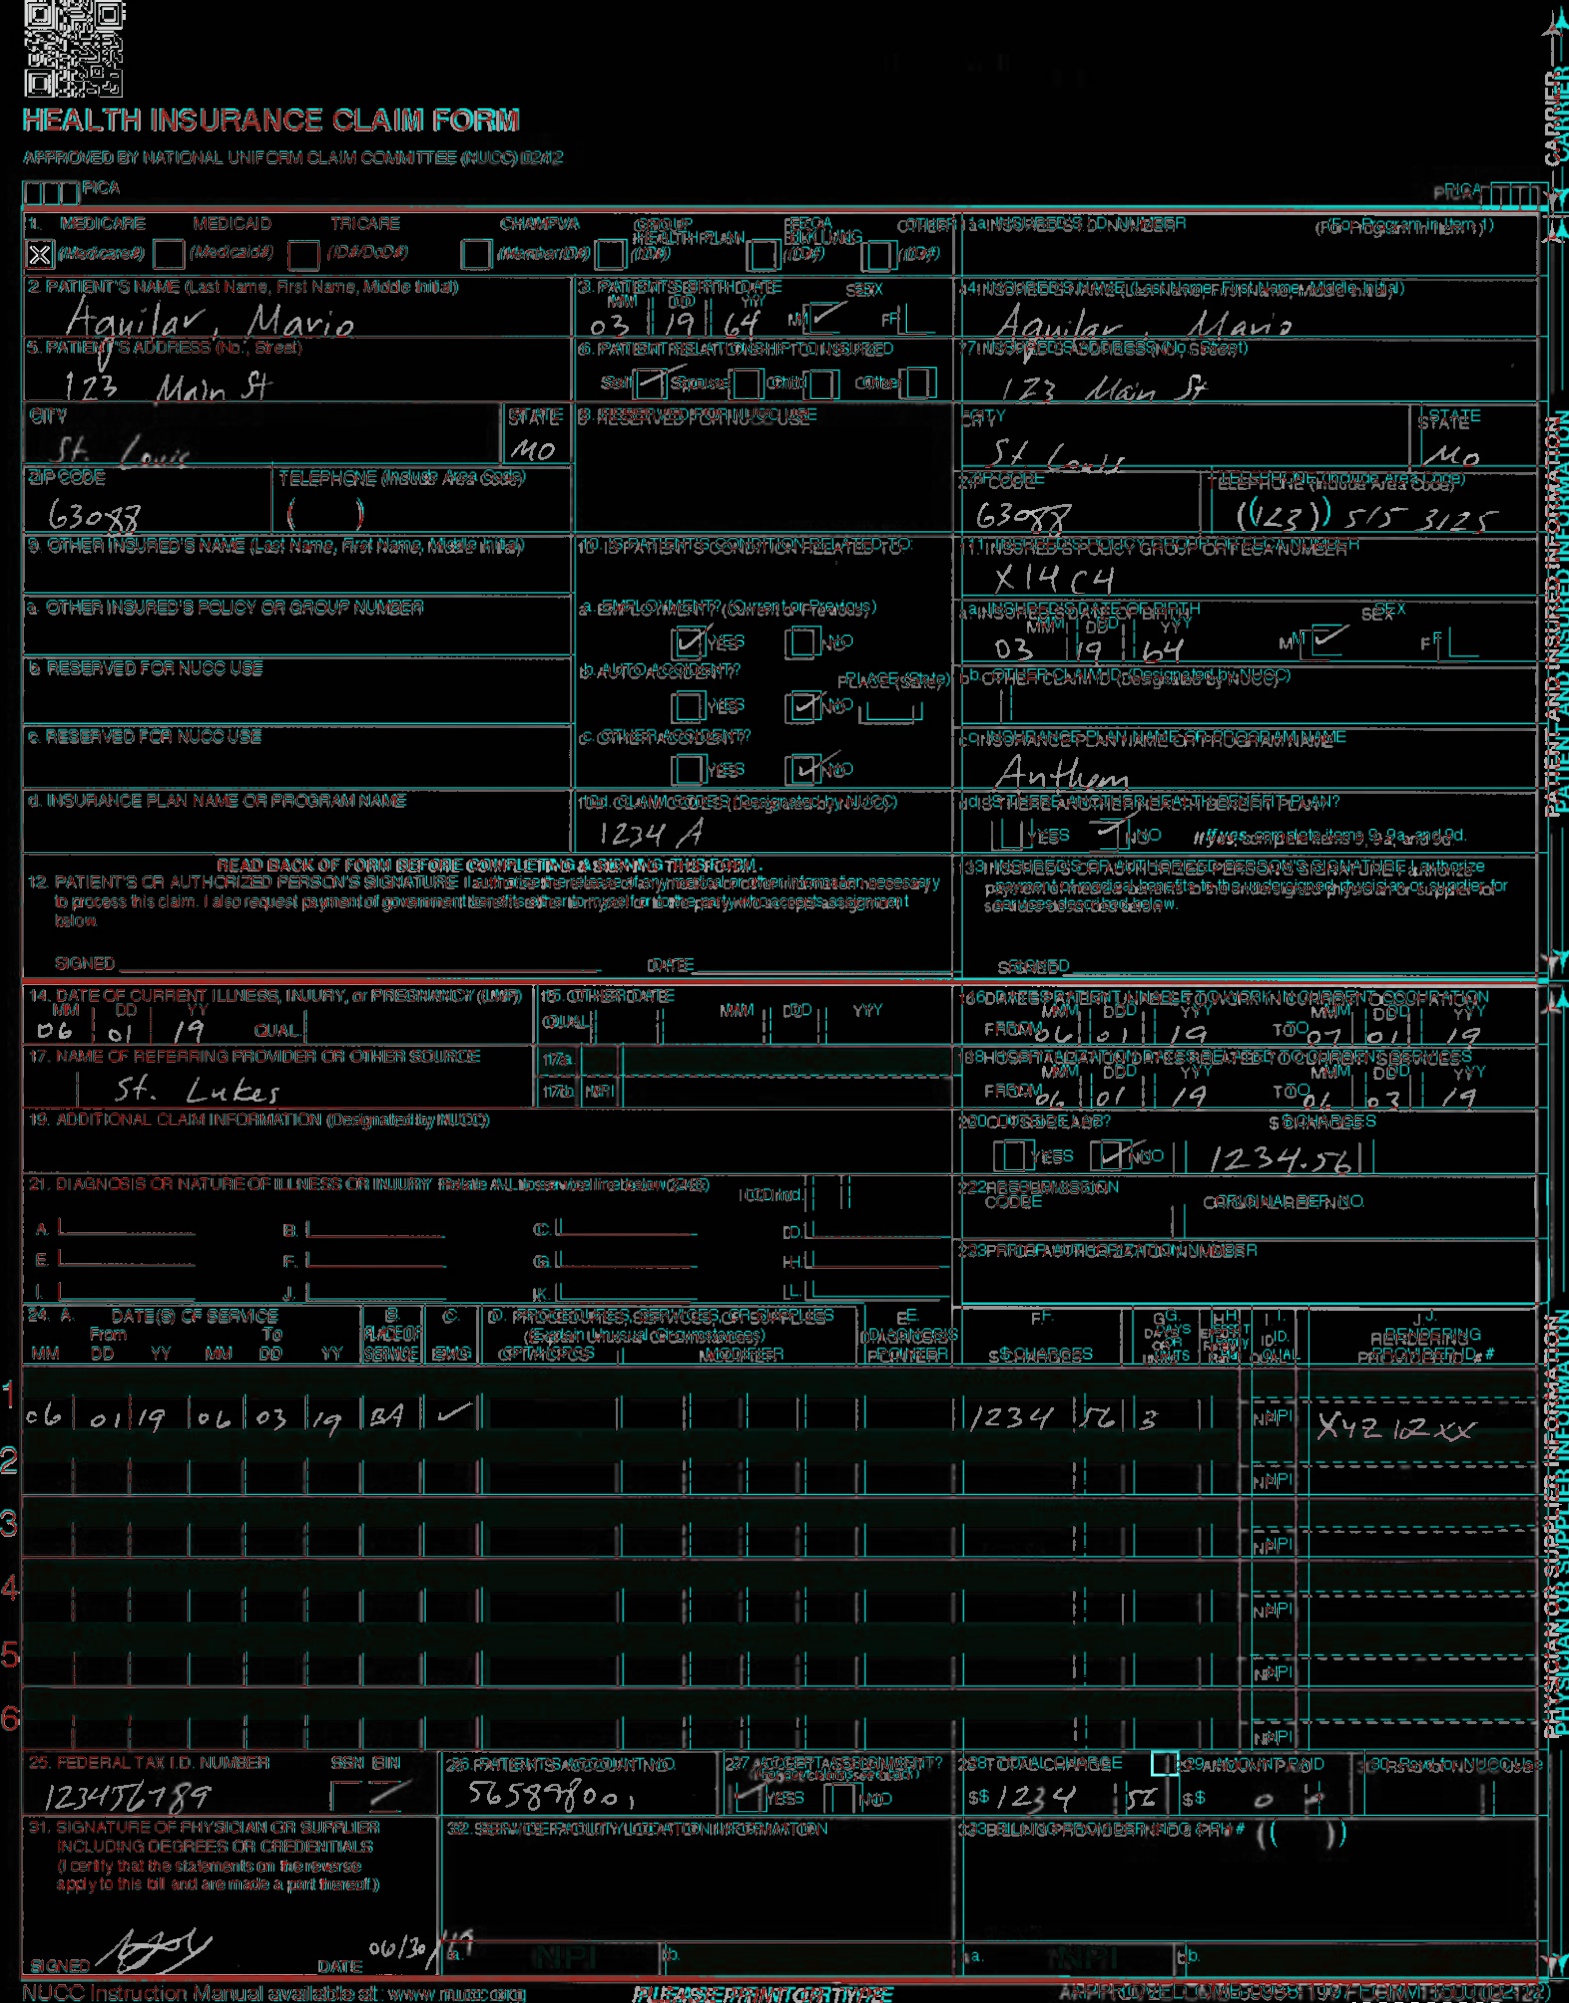 HEALTH INSURANCE CLAIM FORM
APPROVED BY NATIONAL UNIFORM CLAIM COMMITTEE (NUCC) 02/12
PICA PICA
CARRIER
1. MEDICARE MEDICAID TRICARE CHAMPVA GROUP HEALTH PLAN FECA BLK LUNG OTHER 1a. INSURED'S I.D. NUMBER (For Program in Item 1)
X (Medicare#) (Medicaid#) (ID#/DoD#) (Member ID#) (ID#) (ID#) (ID#)
2. PATIENT'S NAME (Last Name, First Name, Middle Initial) 3. PATIENT'S BIRTH DATE SEX 4. INSURED'S NAME (Last Name, First Name, Middle Initial)
MM DD YY
Aguilar, Mario 03 19 64 M ✓ F Aguilar, Mario
5. PATIENT'S ADDRESS (No., Street) 6. PATIENT RELATIONSHIP TO INSURED 7. INSURED'S ADDRESS (No., Street)
123 Main St Self ✓ Spouse Child Other 123 Main St
CITY STATE 8. RESERVED FOR NUCC USE CITY STATE
St. Louis MO St Louis MO
ZIP CODE TELEPHONE (Include Area Code) ZIP CODE TELEPHONE (Include Area Code)
63088 ( ) 63088 (123) 515 3125
9. OTHER INSURED'S NAME (Last Name, First Name, Middle Initial) 10. IS PATIENT'S CONDITION RELATED TO: 11. INSURED'S POLICY GROUP OR FECA NUMBER
X14C4
a. OTHER INSURED'S POLICY OR GROUP NUMBER a. EMPLOYMENT? (Current or Previous) a. INSURED'S DATE OF BIRTH SEX
MM DD YY
✓ YES NO 03 19 64 M ✓ F
b. RESERVED FOR NUCC USE b. AUTO ACCIDENT? PLACE (State) b. OTHER CLAIM ID (Designated by NUCC)
YES ✓ NO
c. RESERVED FOR NUCC USE c. OTHER ACCIDENT? c. INSURANCE PLAN NAME OR PROGRAM NAME
YES ✓ NO Anthem
d. INSURANCE PLAN NAME OR PROGRAM NAME 10d. CLAIM CODES (Designated by NUCC) d. IS THERE ANOTHER HEALTH BENEFIT PLAN?
1234 A YES ✓ NO If yes, complete items 9, 9a, and 9d.
READ BACK OF FORM BEFORE COMPLETING & SIGNING THIS FORM.
12. PATIENT'S OR AUTHORIZED PERSON'S SIGNATURE I authorize the release of any medical or other information necessary
to process this claim. I also request payment of government benefits either to myself or to the party who accepts assignment
below.
SIGNED DATE
13. INSURED'S OR AUTHORIZED PERSON'S SIGNATURE I authorize
payment of medical benefits to the undersigned physician or supplier for
services described below.
SIGNED
PATIENT AND INSURED INFORMATION
14. DATE OF CURRENT ILLNESS, INJURY, or PREGNANCY (LMP) 15. OTHER DATE 16. DATES PATIENT UNABLE TO WORK IN CURRENT OCCUPATION
MM DD YY MM DD YY MM DD YY MM DD YY
06 01 19 QUAL. QUAL. FROM 06 01 19 TO 07 01 19
17. NAME OF REFERRING PROVIDER OR OTHER SOURCE 17a. 18. HOSPITALIZATION DATES RELATED TO CURRENT SERVICES
MM DD YY MM DD YY
St. Lukes 17b. NPI FROM 06 01 19 TO 06 03 19
19. ADDITIONAL CLAIM INFORMATION (Designated by NUCC) 20. OUTSIDE LAB? $ CHARGES
YES ✓ NO 1234.56
21. DIAGNOSIS OR NATURE OF ILLNESS OR INJURY Relate A-L to service line below (24E) ICD Ind. 22. RESUBMISSION CODE ORIGINAL REF. NO.
A. B. C. D.
E. F. G. H. 23. PRIOR AUTHORIZATION NUMBER
I. J. K. L.
24. A. DATE(S) OF SERVICE B. C. D. PROCEDURES, SERVICES, OR SUPPLIES E. F. G. H. I. J.
From To PLACE OF (Explain Unusual Circumstances) DIAGNOSIS DAYS OR ID. RENDERING
MM DD YY MM DD YY SERVICE EMG CPT/HCPCS MODIFIER POINTER $ CHARGES UNITS QUAL. PROVIDER ID. #
1 06 01 19 06 03 19 BA ✓ 1234 56 3 NPI
2 NPI
3 NPI
4 NPI
5 NPI
6 NPI
PHYSICIAN OR SUPPLIER INFORMATION
25. FEDERAL TAX I.D. NUMBER SSN EIN 26. PATIENT'S ACCOUNT NO. 27. ACCEPT ASSIGNMENT? 28. TOTAL CHARGE 29. AMOUNT PAID 30. Rsvd for NUCC Use
123456789 ✓ ✓ YES NO $ 1234 56 $ 0
31. SIGNATURE OF PHYSICIAN OR SUPPLIER
INCLUDING DEGREES OR CREDENTIALS
(I certify that the statements on the reverse
apply to this bill and are made a part thereof.)
SIGNED DATE 06/30/19
32. SERVICE FACILITY LOCATION INFORMATION
a. NPI b.
33. BILLING PROVIDER INFO & PH # ( )
a. NPI b.
NUCC Instruction Manual available at: www.nucc.org PLEASE PRINT OR TYPE